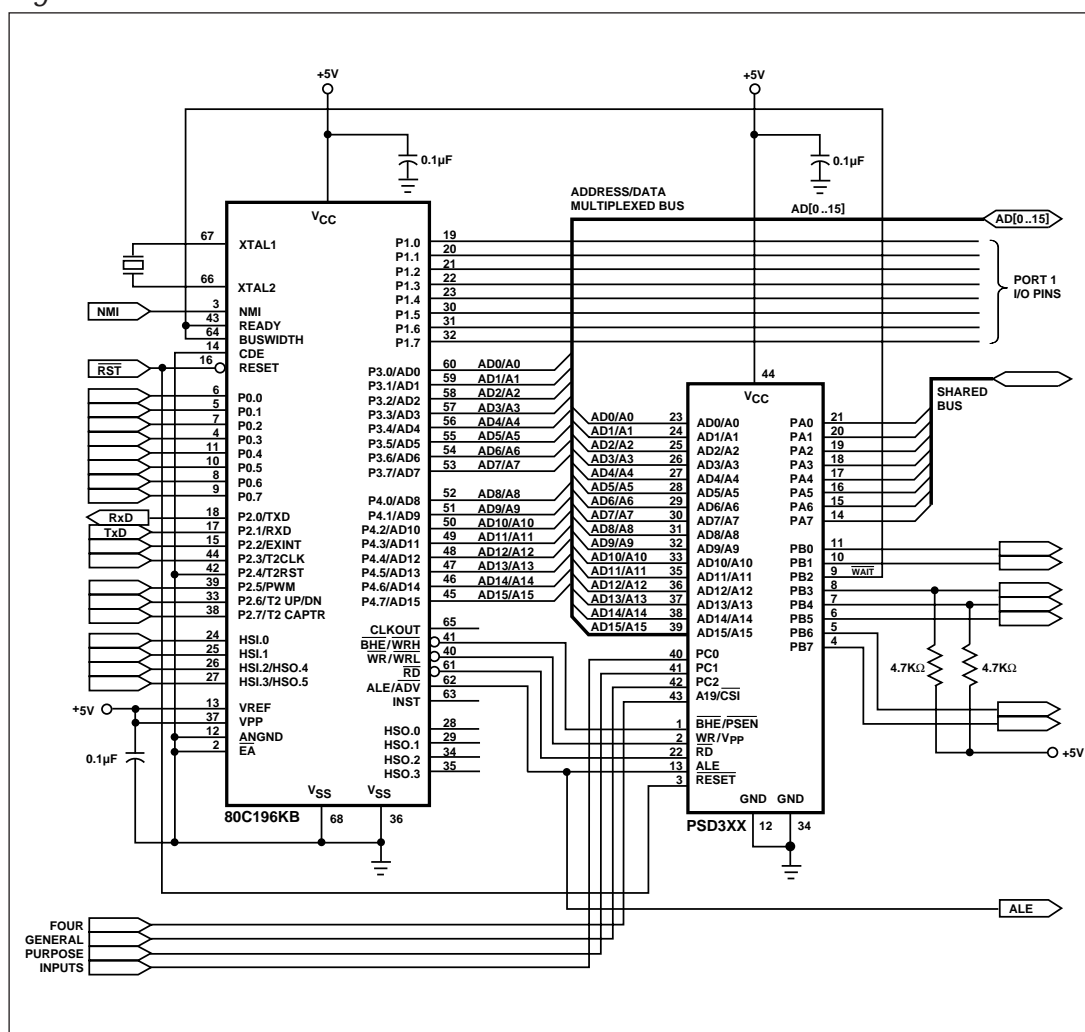 +5V
+5V
0.1µF
0.1µF
ADDRESS/DATA
MULTIPLEXED BUS
AD[0..15]
AD[0..15]
VCC
67 XTAL1
66 XTAL2
NMI 3 NMI
43 READY
64 BUSWIDTH
14 CDE
RST 16 RESET
6 P0.0
5 P0.1
7 P0.2
4 P0.3
11 P0.4
10 P0.5
8 P0.6
9 P0.7
RxD 18 P2.0/TXD
TxD 17 P2.1/RXD
15 P2.2/EXINT
44 P2.3/T2CLK
42 P2.4/T2RST
39 P2.5/PWM
33 P2.6/T2 UP/DN
38 P2.7/T2 CAPTR
24 HSI.0
25 HSI.1
26 HSI.2/HSO.4
27 HSI.3/HSO.5
+5V 13 VREF
37 VPP
12 ANGND
2 EA
0.1µF
P1.0 19
P1.1 20
P1.2 21
P1.3 22
P1.4 23
P1.5 30
P1.6 31
P1.7 32
PORT 1
I/O PINS
P3.0/AD0 60 AD0/A0
P3.1/AD1 59 AD1/A1
P3.2/AD2 58 AD2/A2
P3.3/AD3 57 AD3/A3
P3.4/AD4 56 AD4/A4
P3.5/AD5 55 AD5/A5
P3.6/AD6 54 AD6/A6
P3.7/AD7 53 AD7/A7
P4.0/AD8 52 AD8/A8
P4.1/AD9 51 AD9/A9
P4.2/AD10 50 AD10/A10
P4.3/AD11 49 AD11/A11
P4.4/AD12 48 AD12/A12
P4.5/AD13 47 AD13/A13
P4.6/AD14 46 AD14/A14
P4.7/AD15 45 AD15/A15
CLKOUT 65
BHE/WRH 41
WR/WRL 40
RD 61
ALE/ADV 62
INST 63
HSO.0 28
HSO.1 29
HSO.2 34
HSO.3 35
VSS VSS
80C196KB 68 36
44
VCC
AD0/A0 23 AD0/A0
AD1/A1 24 AD1/A1
AD2/A2 25 AD2/A2
AD3/A3 26 AD3/A3
AD4/A4 27 AD4/A4
AD5/A5 28 AD5/A5
AD6/A6 29 AD6/A6
AD7/A7 30 AD7/A7
AD8/A8 31 AD8/A8
AD9/A9 32 AD9/A9
AD10/A10 33 AD10/A10
AD11/A11 35 AD11/A11
AD12/A12 36 AD12/A12
AD13/A13 37 AD13/A13
AD14/A14 38 AD14/A14
AD15/A15 39 AD15/A15
40 PC0
41 PC1
42 PC2
43 A19/CSI
1 BHE/PSEN
2 WR/VPP
22 RD
13 ALE
3 RESET
PA0 21
PA1 20
PA2 19
PA3 18
PA4 17
PA5 16
PA6 15
PA7 14
SHARED
BUS
PB0 11
PB1 10
PB2 9 WAIT
PB3 8
PB4 7
PB5 6
PB6 5
PB7 4
4.7KΩ 4.7KΩ
+5V
GND GND
PSD3XX 12 34
ALE
FOUR
GENERAL
PURPOSE
INPUTS